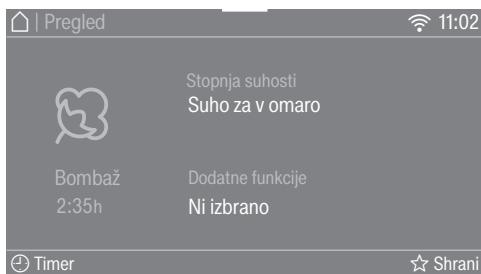 | Pregled
11:02
Stopnja suhosti
Suho za v omaro
Bombaž
2:35h
Dodatne funkcije
Ni izbrano
Timer
Shrani